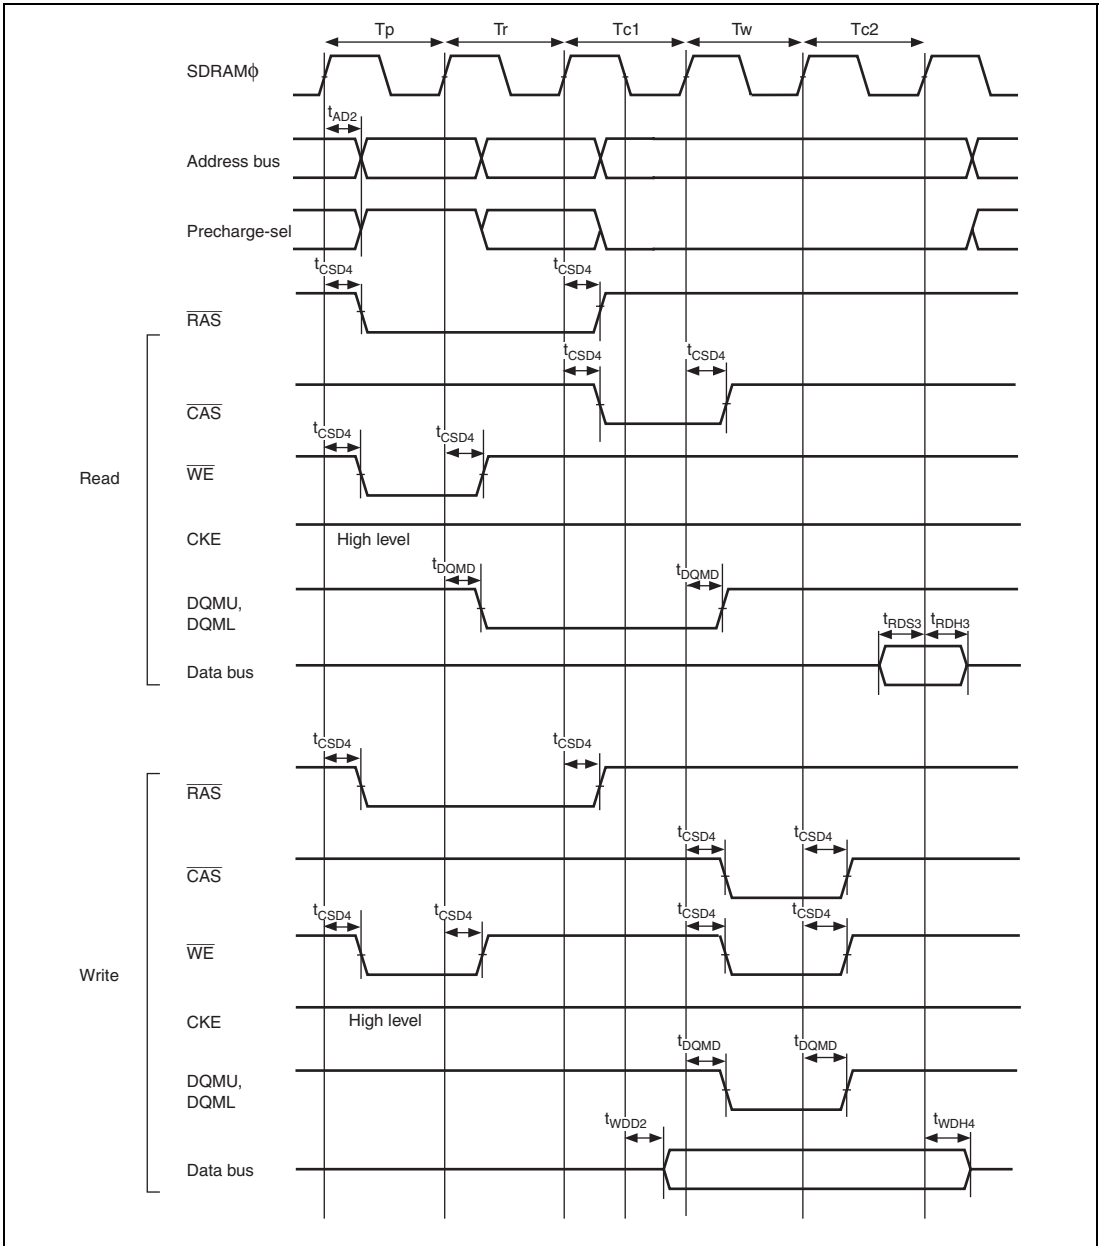 Tp Tr Tc1 Tw Tc2
SDRAMϕ
tAD2
Address bus
Precharge-sel
tCSD4 tCSD4
RAS
tCSD4 tCSD4
CAS
tCSD4 tCSD4
WE
Read
CKE High level
tDQMD tDQMD
DQMU,
DQML
tRDS3 tRDH3
Data bus
tCSD4 tCSD4
RAS
tCSD4 tCSD4
CAS
tCSD4 tCSD4 tCSD4 tCSD4
WE
Write
CKE High level
tDQMD tDQMD
DQMU,
DQML
tWDD2 tWDH4
Data bus